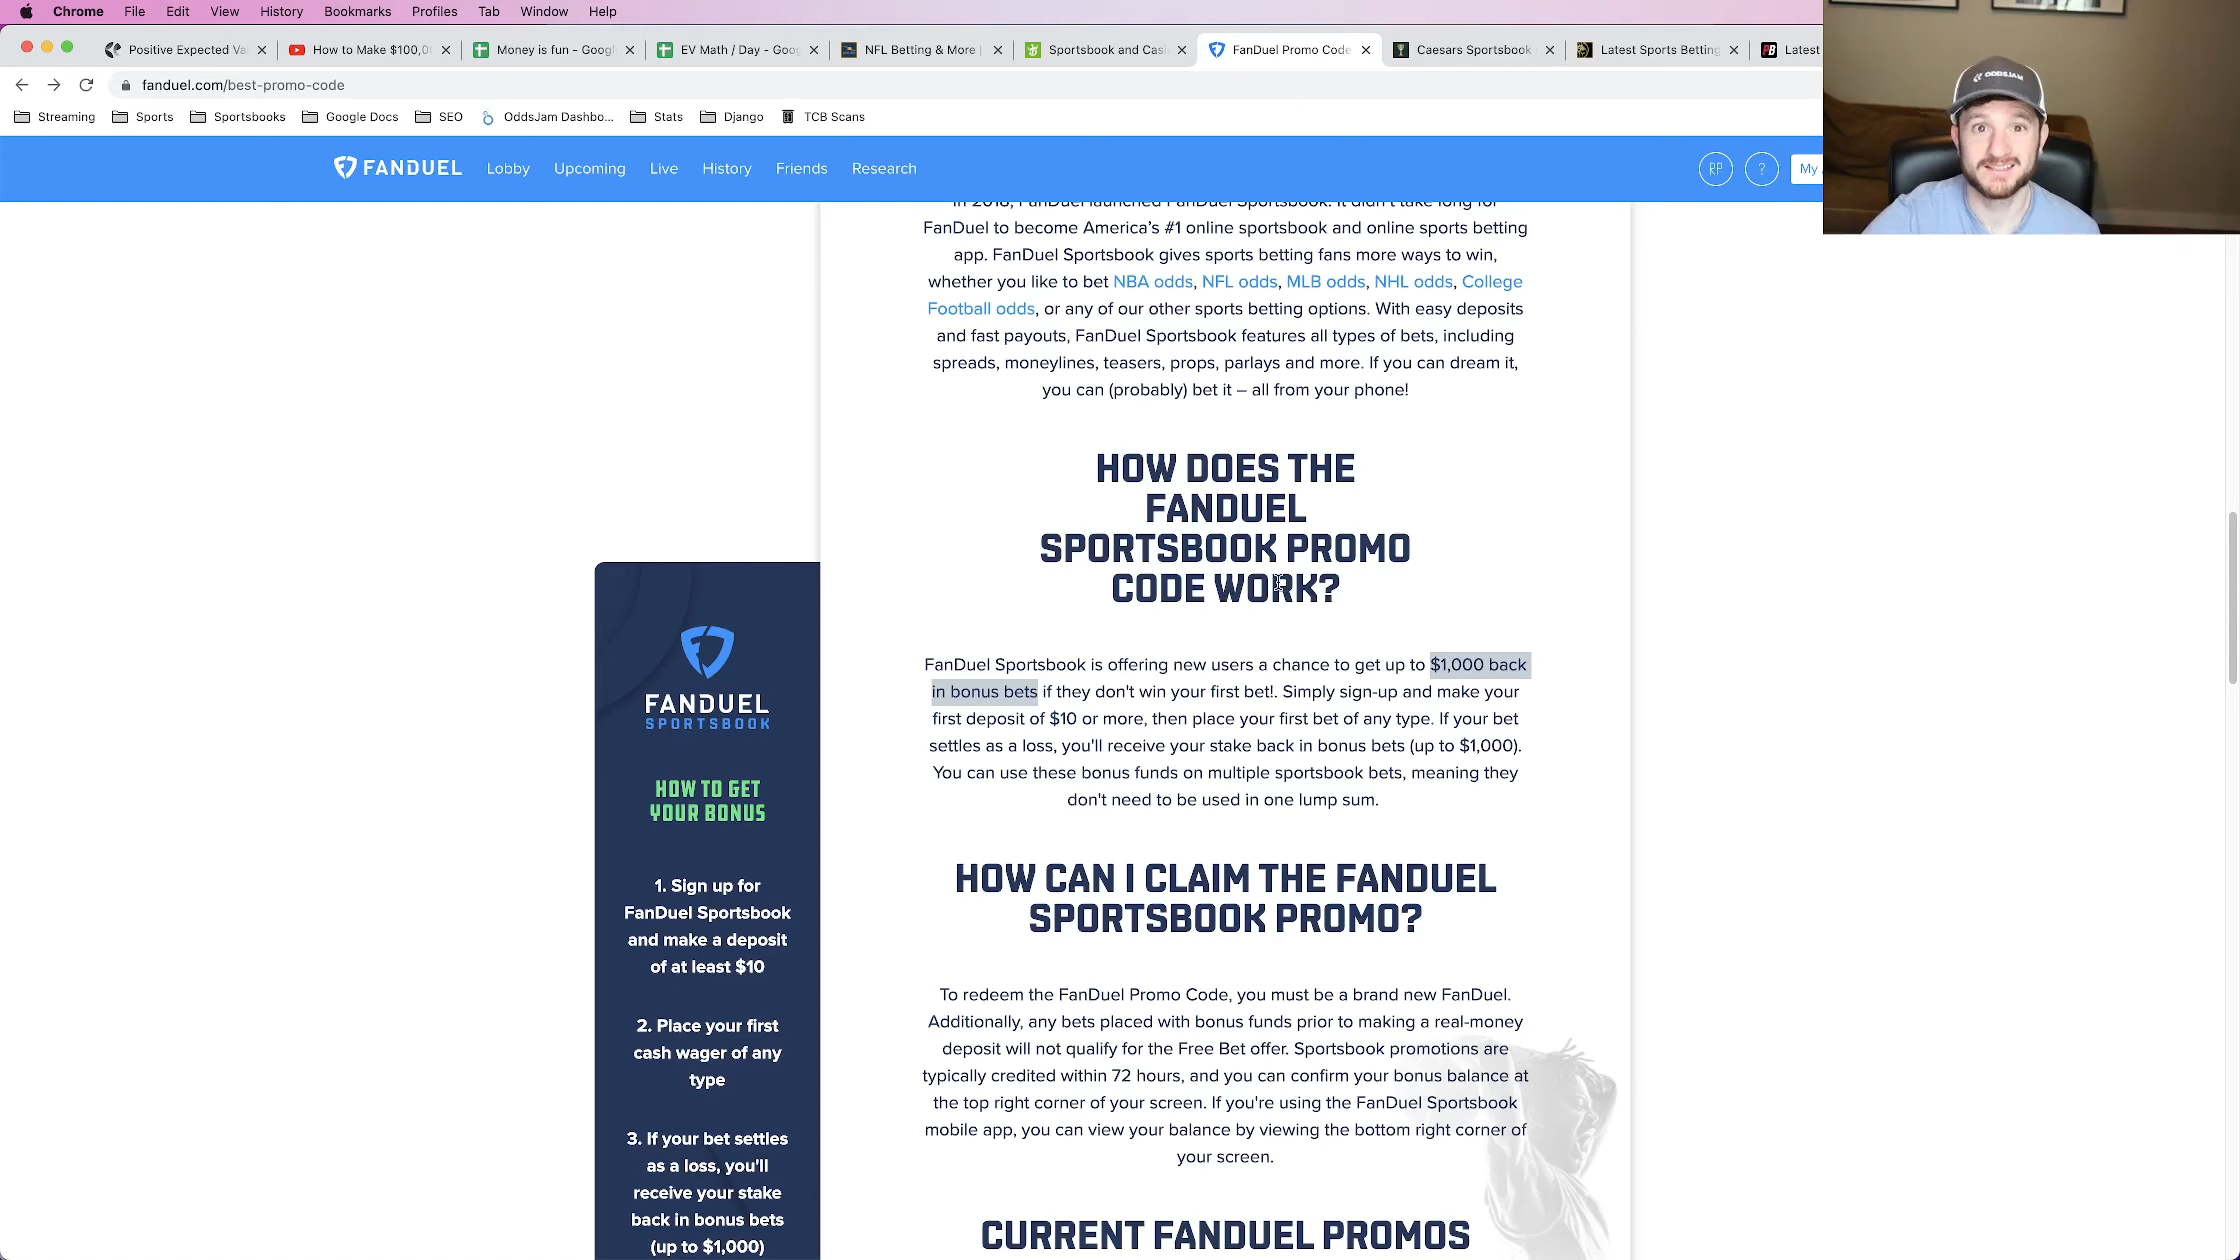 Chrome File Edit View History Bookmarks Profiles Tab Window Help
Positive Expected Va
How to Make $100,0
Money is fun - Google
EV Math / Day - Goog
NFL Betting & More |
Sportsbook and Casi
FanDuel Promo Code
Caesars Sportsbook
Latest Sports Betting
Latest
fanduel.com/best-promo-code
Streaming Sports Sportsbooks Google Docs SEO OddsJam Dashbo... Stats Django TCB Scans
ODDSJAM
FANDUEL Lobby Upcoming Live History Friends Research RP ? My
In 2018, FanDuel launched FanDuel Sportsbook. It didn't take long for
FanDuel to become America's #1 online sportsbook and online sports betting
app. FanDuel Sportsbook gives sports betting fans more ways to win,
whether you like to bet NBA odds, NFL odds, MLB odds, NHL odds, College
Football odds, or any of our other sports betting options. With easy deposits
and fast payouts, FanDuel Sportsbook features all types of bets, including
spreads, moneylines, teasers, props, parlays and more. If you can dream it,
you can (probably) bet it – all from your phone!
HOW DOES THE
FANDUEL
SPORTSBOOK PROMO
CODE WORK?
FanDuel Sportsbook is offering new users a chance to get up to $1,000 back
in bonus bets if they don't win your first bet!. Simply sign-up and make your
first deposit of $10 or more, then place your first bet of any type. If your bet
settles as a loss, you'll receive your stake back in bonus bets (up to $1,000).
You can use these bonus funds on multiple sportsbook bets, meaning they
don't need to be used in one lump sum.
HOW CAN I CLAIM THE FANDUEL
SPORTSBOOK PROMO?
To redeem the FanDuel Promo Code, you must be a brand new FanDuel.
Additionally, any bets placed with bonus funds prior to making a real-money
deposit will not qualify for the Free Bet offer. Sportsbook promotions are
typically credited within 72 hours, and you can confirm your bonus balance at
the top right corner of your screen. If you're using the FanDuel Sportsbook
mobile app, you can view your balance by viewing the bottom right corner of
your screen.
CURRENT FANDUEL PROMOS
FANDUEL
SPORTSBOOK
HOW TO GET
YOUR BONUS
1. Sign up for
FanDuel Sportsbook
and make a deposit
of at least $10
2. Place your first
cash wager of any
type
3. If your bet settles
as a loss, you'll
receive your stake
back in bonus bets
(up to $1,000)